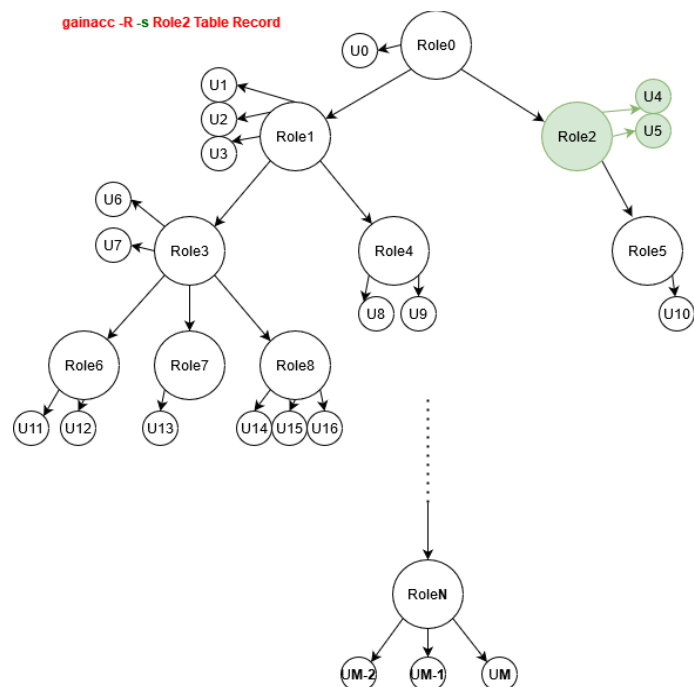 gainacc -R -s Role2 Table Record
Role0
U0
U1
U2
U3
Role1
Role2
U4
U5
U6
U7
Role3
Role4
Role5
U8
U9
U10
Role6
Role7
Role8
U11
U12
U13
U14
U15
U16
RoleN
UM-2
UM-1
UM